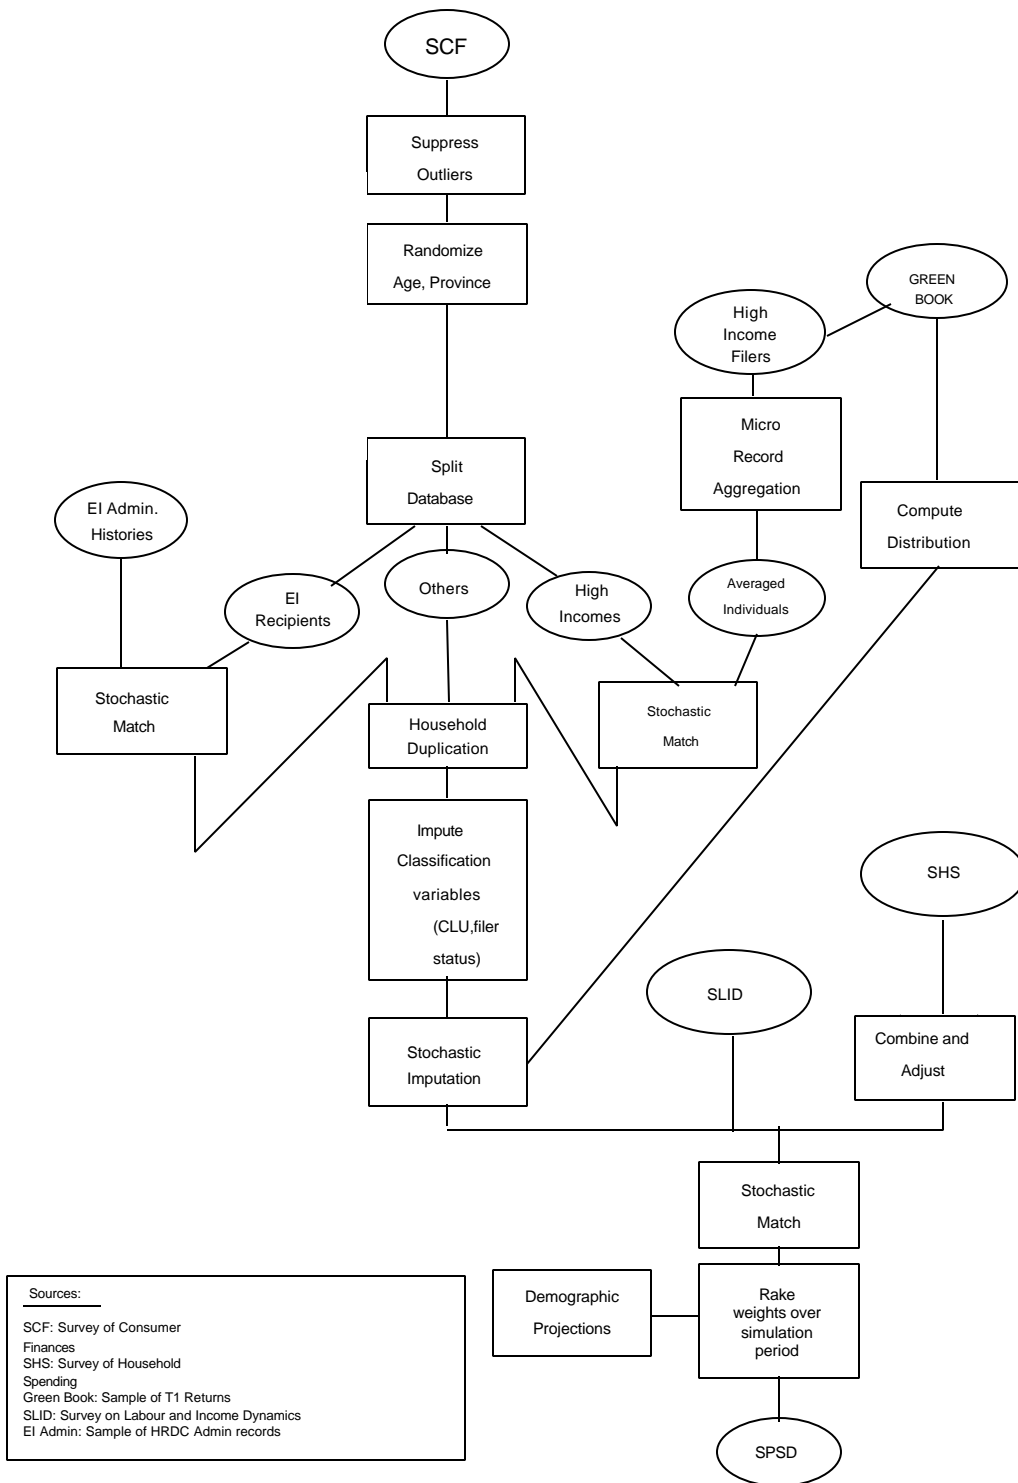 SCF
Suppress
Outliers
Randomize
Age, Province
GREEN
BOOK
High
Income
Filers
Micro
Record
Aggregation
Split
Database
EI Admin.
Histories
Compute
Distribution
EI
Recipients
Others
High
Incomes
Averaged
Individuals
Stochastic
Match
Household
Duplication
Stochastic
Match
Impute
Classification
variables
(CLU,filer
status)
SHS
SLID
Stochastic
Imputation
Combine and
Adjust
Stochastic
Match
Demographic
Projections
Rake
weights over
simulation
period
Sources:
SCF: Survey of Consumer
Finances
SHS: Survey of Household
Spending
Green Book: Sample of T1 Returns
SLID: Survey on Labour and Income Dynamics
EI Admin: Sample of HRDC Admin records
SPSD